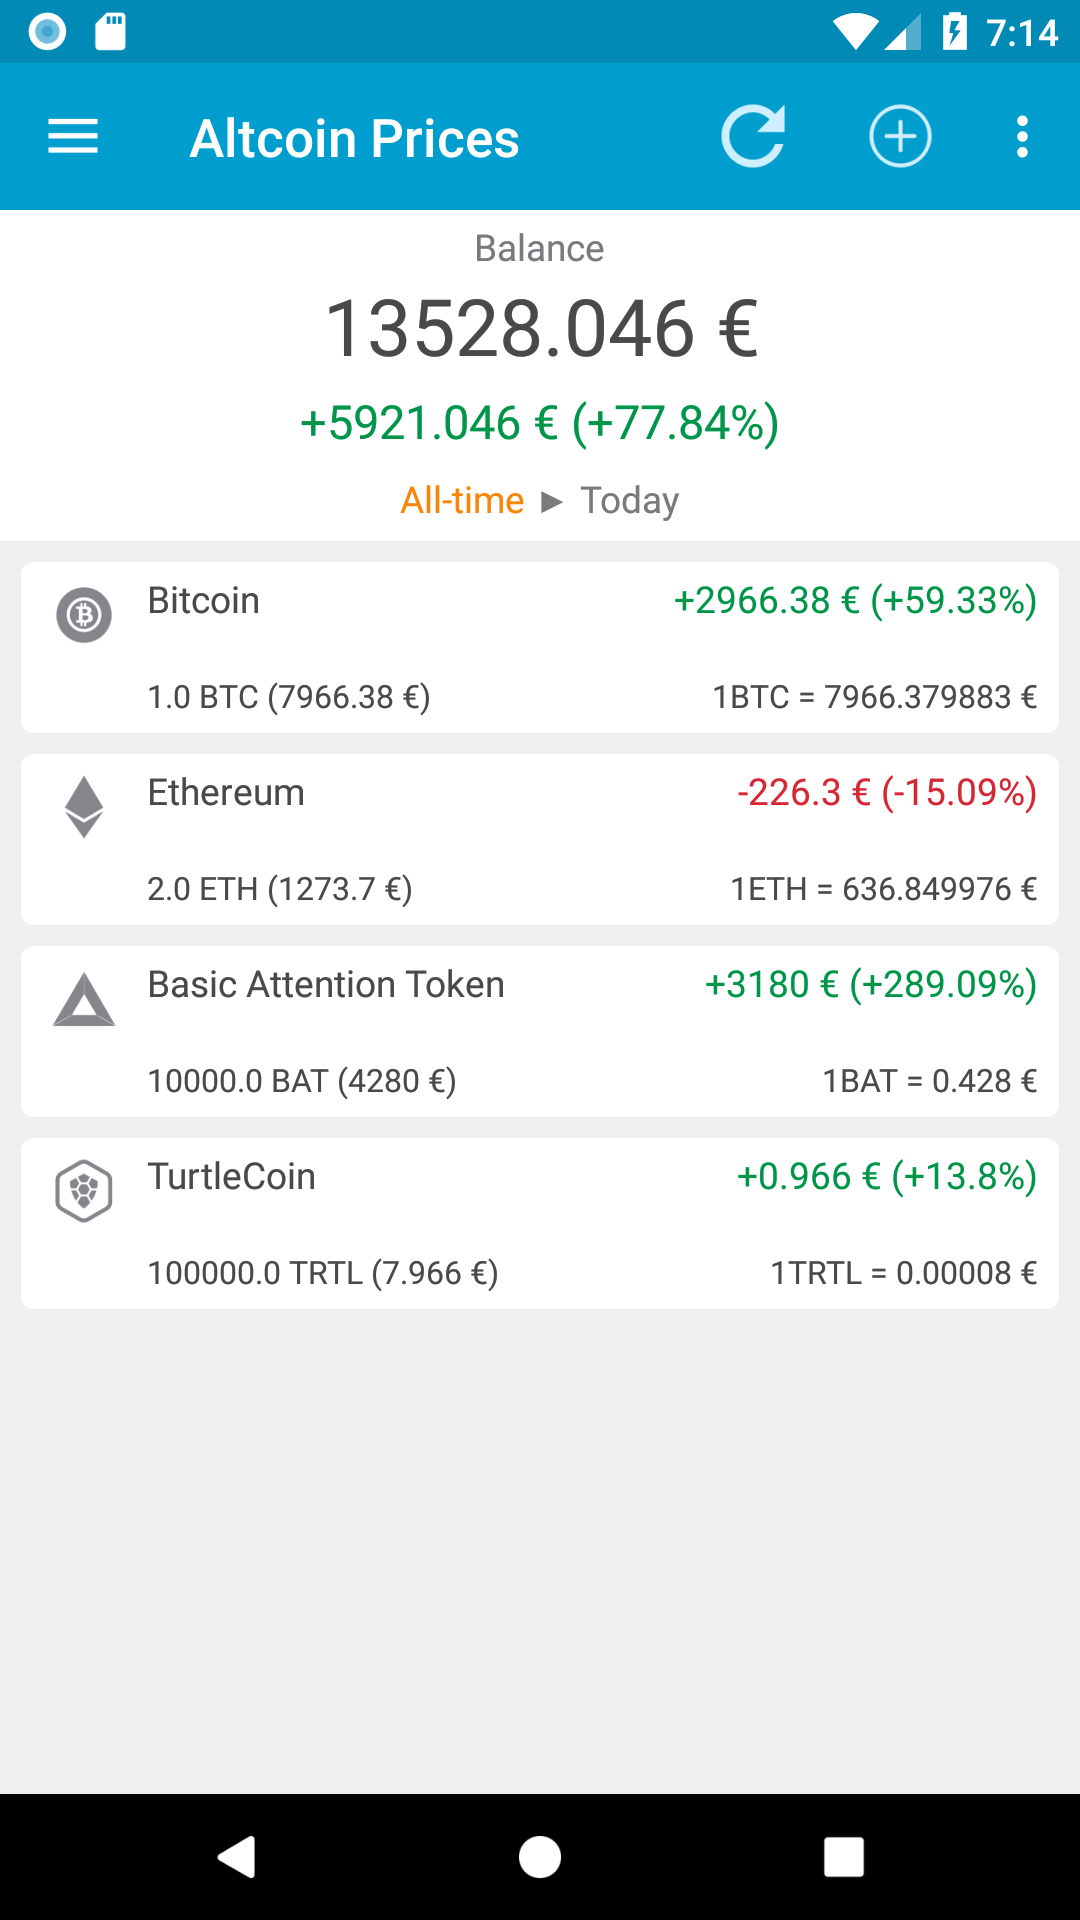 7:14
Altcoin Prices
Balance
13528.046 €
+5921.046 € (+77.84%)
All-time ► Today
Bitcoin +2966.38 € (+59.33%)
1.0 BTC (7966.38 €) 1BTC = 7966.379883 €
Ethereum -226.3 € (-15.09%)
2.0 ETH (1273.7 €) 1ETH = 636.849976 €
Basic Attention Token +3180 € (+289.09%)
10000.0 BAT (4280 €) 1BAT = 0.428 €
TurtleCoin +0.966 € (+13.8%)
100000.0 TRTL (7.966 €) 1TRTL = 0.00008 €